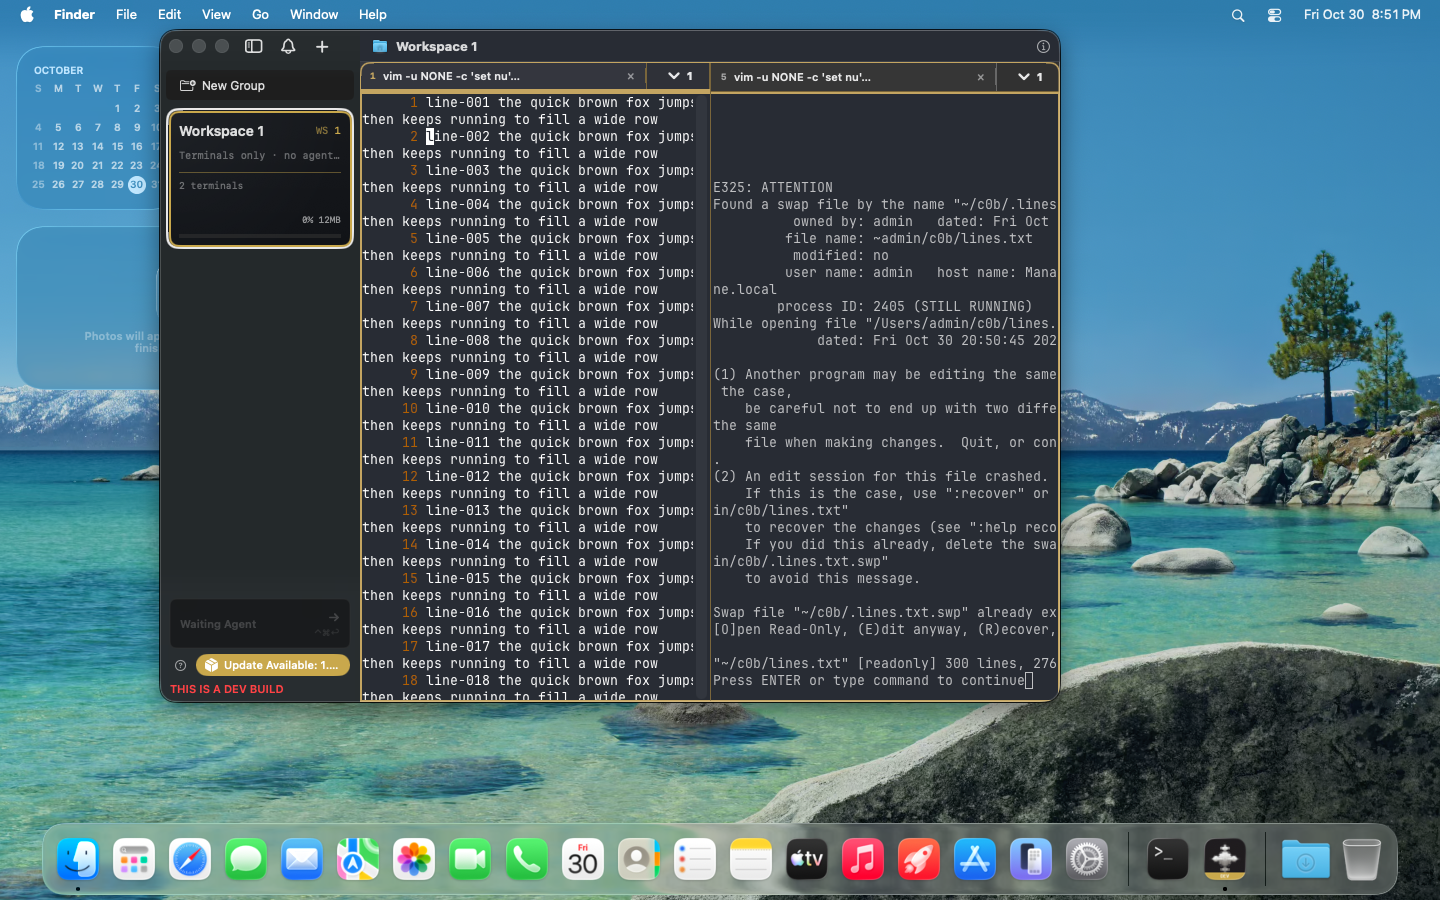 Finder File Edit View Go Window Help
Fri Oct 30 8:51 PM
OCTOBER
S M T W T F S
1 2 3
4 5 6 7 8 9 10
11 12 13 14 15 16
18 19 20 21 22 23
25 26 27 28 29 30
Photos will ap
finis
New Group
Workspace 1 WS 1
Terminals only · no agent…
2 terminals
0% 12MB
Waiting Agent
Update Available: 1....
THIS IS A DEV BUILD
Workspace 1
1 vim -u NONE -c 'set nu'... × 1
1 line-001 the quick brown fox jumps
then keeps running to fill a wide row
2 line-002 the quick brown fox jumps
then keeps running to fill a wide row
3 line-003 the quick brown fox jumps
then keeps running to fill a wide row
4 line-004 the quick brown fox jumps
then keeps running to fill a wide row
5 line-005 the quick brown fox jumps
then keeps running to fill a wide row
6 line-006 the quick brown fox jumps
then keeps running to fill a wide row
7 line-007 the quick brown fox jumps
then keeps running to fill a wide row
8 line-008 the quick brown fox jumps
then keeps running to fill a wide row
9 line-009 the quick brown fox jumps
then keeps running to fill a wide row
10 line-010 the quick brown fox jumps
then keeps running to fill a wide row
11 line-011 the quick brown fox jumps
then keeps running to fill a wide row
12 line-012 the quick brown fox jumps
then keeps running to fill a wide row
13 line-013 the quick brown fox jumps
then keeps running to fill a wide row
14 line-014 the quick brown fox jumps
then keeps running to fill a wide row
15 line-015 the quick brown fox jumps
then keeps running to fill a wide row
16 line-016 the quick brown fox jumps
then keeps running to fill a wide row
17 line-017 the quick brown fox jumps
then keeps running to fill a wide row
18 line-018 the quick brown fox jumps
then keeps running to fill a wide row
5 vim -u NONE -c 'set nu'... × 1
E325: ATTENTION
Found a swap file by the name "~/c0b/.lines
owned by: admin dated: Fri Oct
file name: ~admin/c0b/lines.txt
modified: no
user name: admin host name: Mana
ne.local
process ID: 2405 (STILL RUNNING)
While opening file "/Users/admin/c0b/lines.
dated: Fri Oct 30 20:50:45 202
(1) Another program may be editing the same
the case,
be careful not to end up with two diffe
the same
file when making changes. Quit, or con
.
(2) An edit session for this file crashed.
If this is the case, use ":recover" or
in/c0b/lines.txt"
to recover the changes (see ":help reco
If you did this already, delete the swa
in/c0b/.lines.txt.swp"
to avoid this message.
Swap file "~/c0b/.lines.txt.swp" already ex
[O]pen Read-Only, (E)dit anyway, (R)ecover,
"~/c0b/lines.txt" [readonly] 300 lines, 276
Press ENTER or type command to continue
Fri
30
tv
>_
DEV